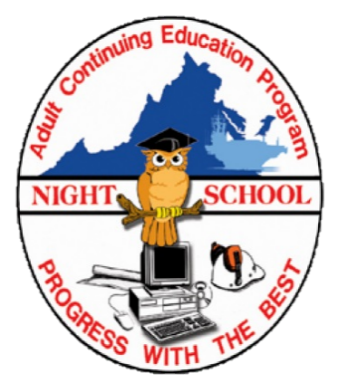 Adult Continuing Education Program
NIGHT SCHOOL
PROGRESS WITH THE BEST